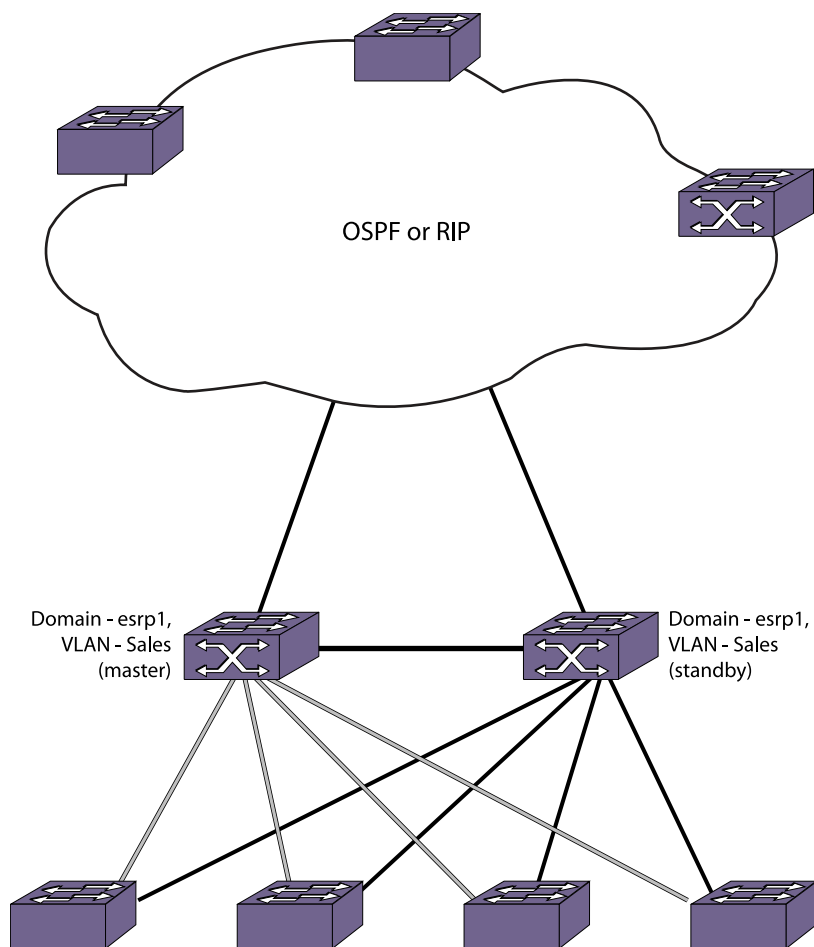 OSPF or RIP
Domain - esrp1,
VLAN - Sales
(master)
Domain - esrp1,
VLAN - Sales
(standby)